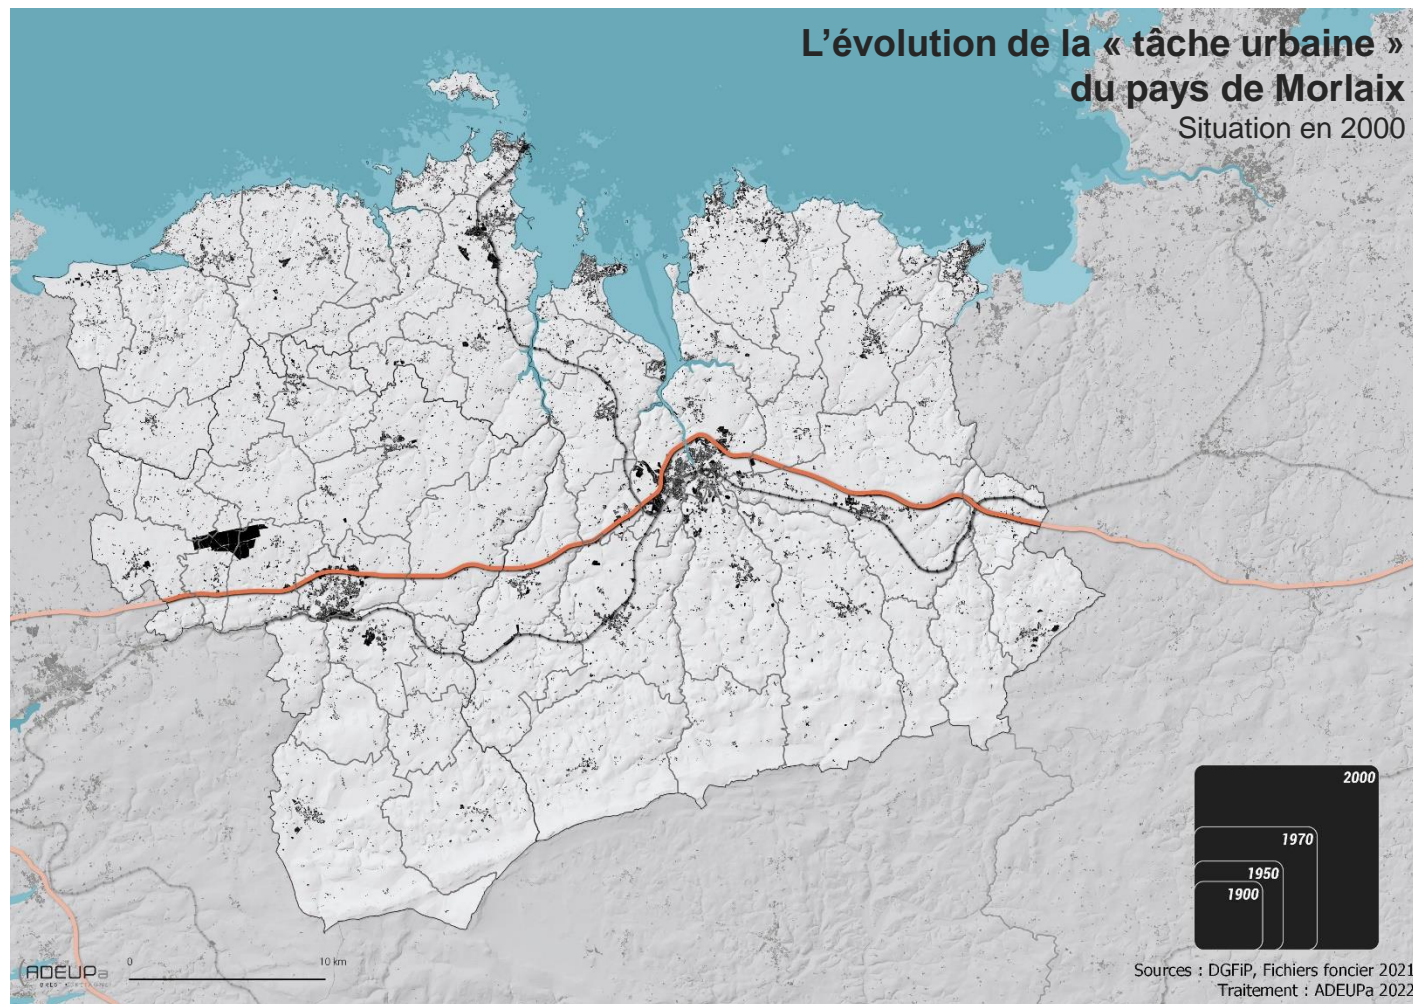 L'évolution de la « tâche urbaine »
du pays de Morlaix
Situation en 2000
2000
1970
1950
1900
ADEUPa
0
10 km
Sources : DGFiP, Fichiers foncier 2021
Traitement : ADEUPa 2022